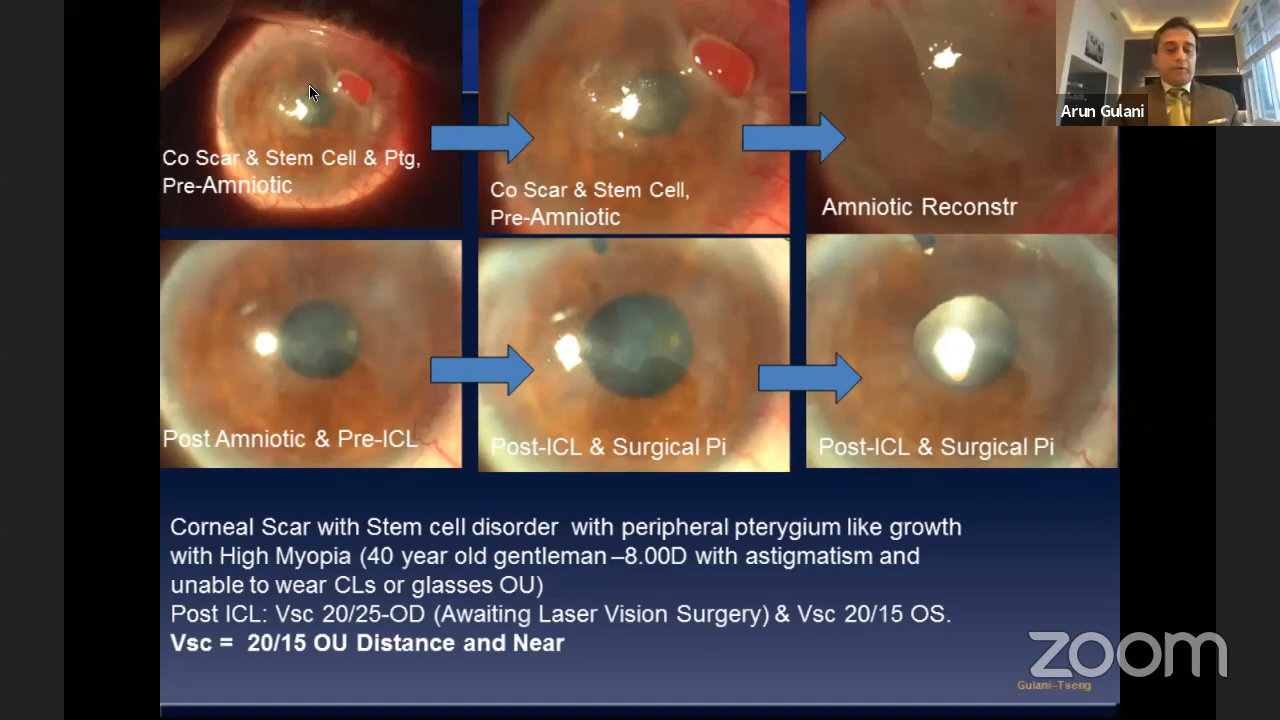 Arun Gulani
Co Scar & Stem Cell & Ptg,
Pre-Amniotic
Co Scar & Stem Cell,
Pre-Amniotic
Amniotic Reconstr
Post Amniotic & Pre-ICL
Post-ICL & Surgical Pi
Post-ICL & Surgical Pi
Corneal Scar with Stem cell disorder with peripheral pterygium like growth
with High Myopia (40 year old gentleman –8.00D with astigmatism and
unable to wear CLs or glasses OU)
Post ICL: Vsc 20/25-OD (Awaiting Laser Vision Surgery) & Vsc 20/15 OS.
Vsc = 20/15 OU Distance and Near
zoom
Gulani–Tseng